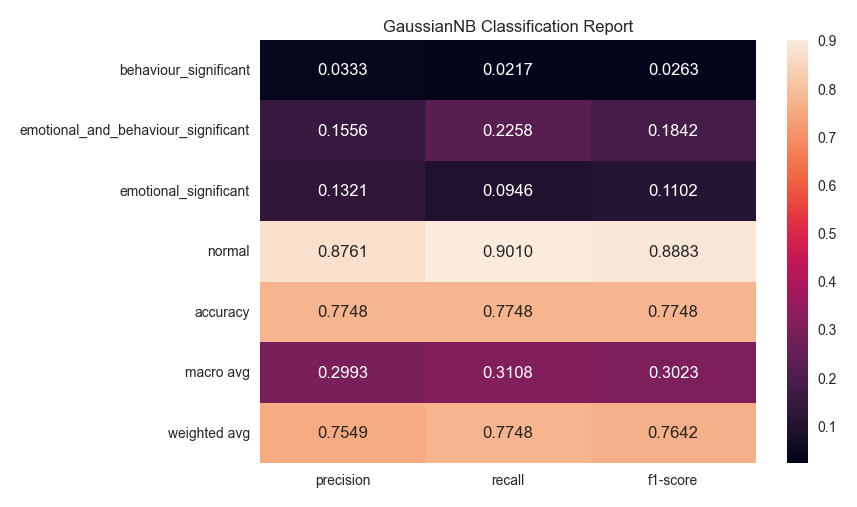 GaussianNB Classification Report
behaviour_significant 0.0333 0.0217 0.0263
emotional_and_behaviour_significant 0.1556 0.2258 0.1842
emotional_significant 0.1321 0.0946 0.1102
normal 0.8761 0.9010 0.8883
accuracy 0.7748 0.7748 0.7748
macro avg 0.2993 0.3108 0.3023
weighted avg 0.7549 0.7748 0.7642
precision recall f1-score
0.9
0.8
0.7
0.6
0.5
0.4
0.3
0.2
0.1